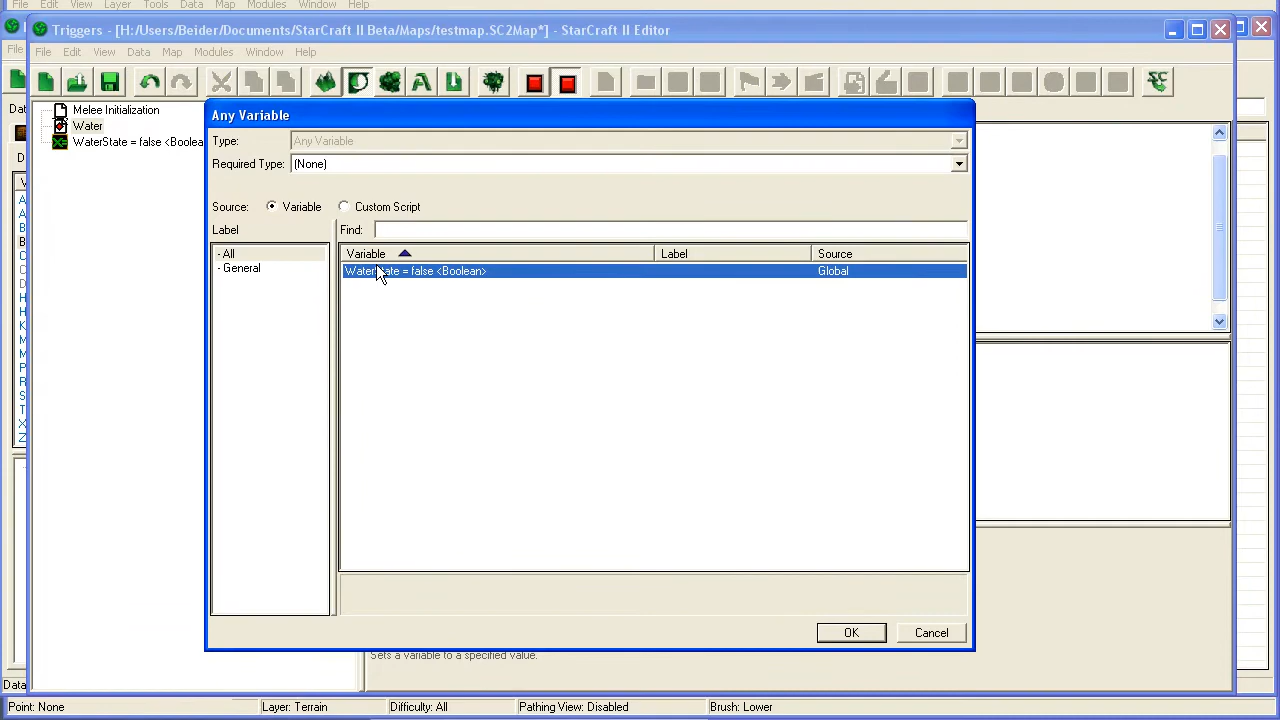 File Edit View Layer Tools Data Map Modules Window Help
Triggers - [H:/Users/Beider/Documents/StarCraft II Beta/Maps/testmap.SC2Map*] - StarCraft II Editor
File Edit View Data Map Modules Window Help
Melee Initialization
Water
WaterState = false <Boolea
Any Variable
Type: Any Variable
Required Type: (None)
Source: Variable Custom Script
Label
Find:
- All
- General
Variable Label Source
WaterState = false <Boolean> Global
OK Cancel
Sets a variable to a specified value.
Point: None Layer: Terrain Difficulty: All Pathing View: Disabled Brush: Lower